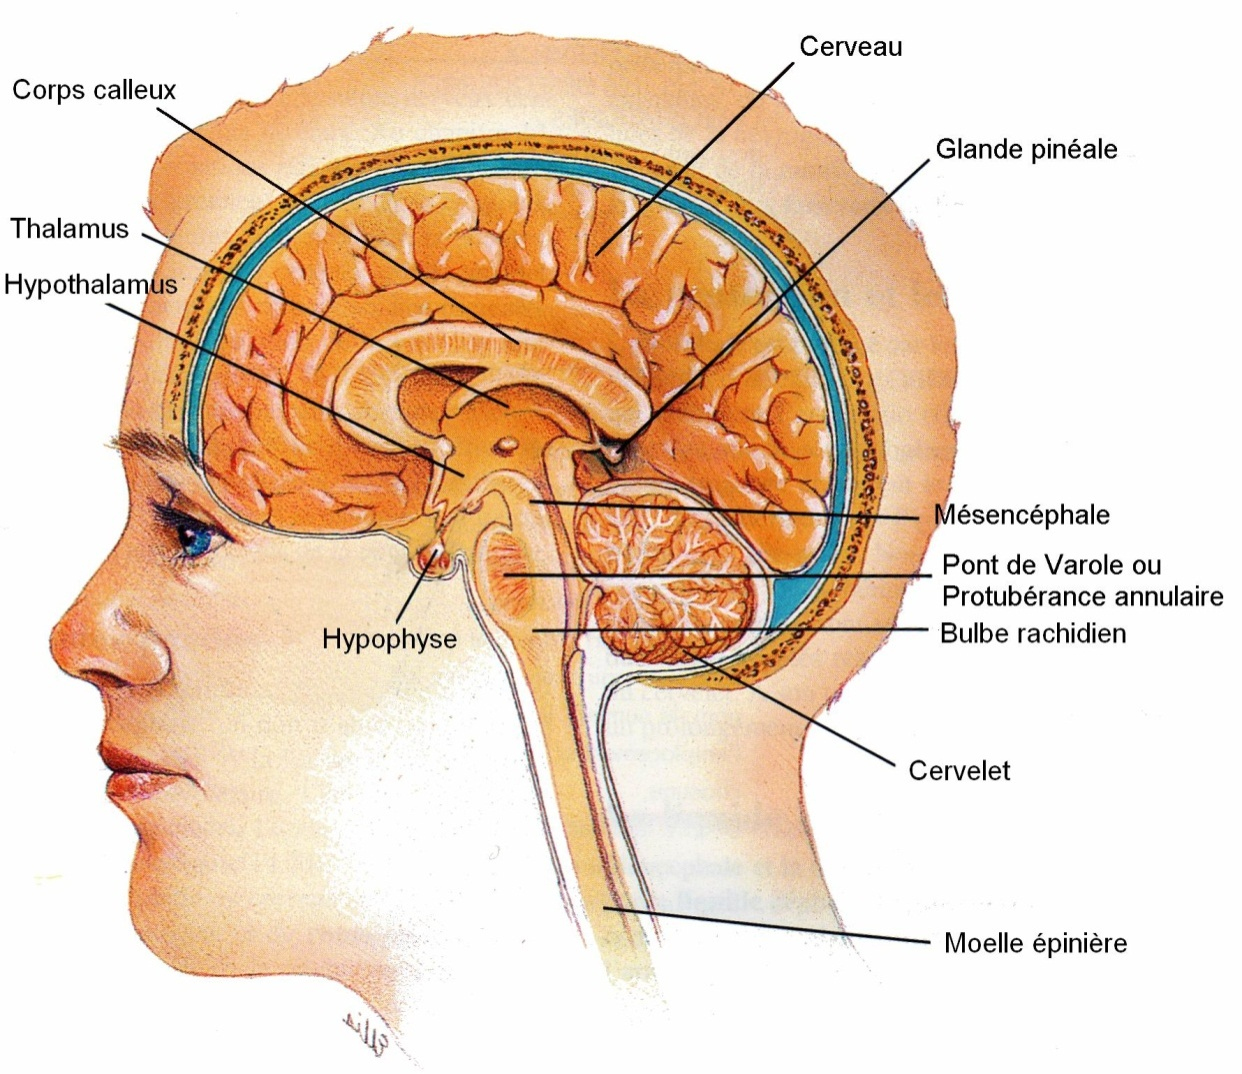 Cerveau
Corps calleux
Glande pinéale
Thalamus
Hypothalamus
Mésencéphale
Pont de Varole ou
Protubérance annulaire
Bulbe rachidien
Hypophyse
Cervelet
Moelle épinière